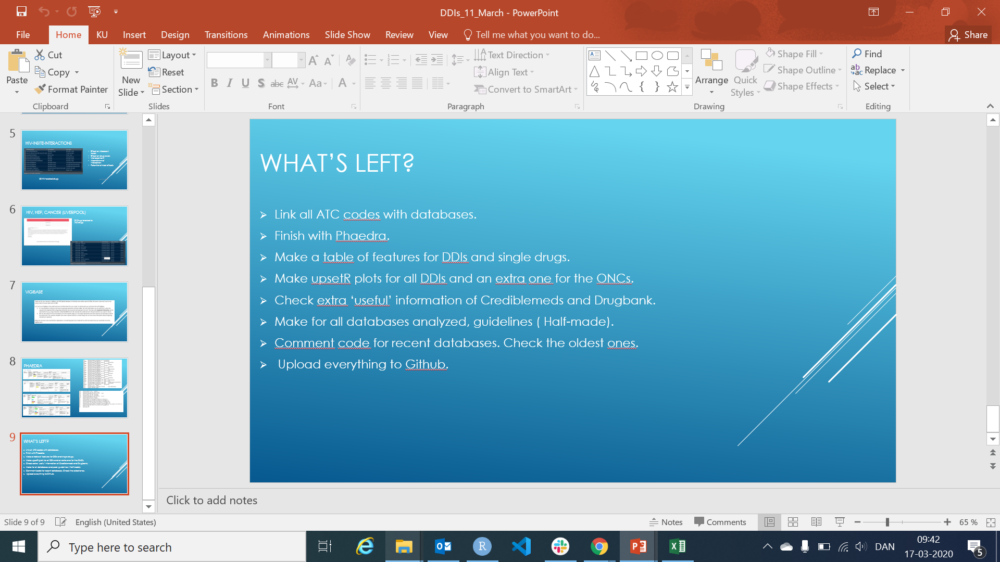 DDIs_11_March - PowerPoint
File Home KU Insert Design Transitions Animations Slide Show Review View Tell me what you want to do... Share
Paste
Cut
Copy
Format Painter
Clipboard
New Slide
Layout
Reset
Section
Slides
Font
Text Direction
Align Text
Convert to SmartArt
Paragraph
Arrange
Quick Styles
Shape Fill
Shape Outline
Shape Effects
Drawing
Find
Replace
Select
Editing
5
HIV-INSITE-INTERACTIONS
6
HIV, HEP, CANCER (LIVERPOOL)
7
VIGIBASE
8
PHAEDRA
9
WHAT'S LEFT?
WHAT’S LEFT?
Link all ATC codes with databases.
Finish with Phaedra.
Make a table of features for DDIs and single drugs.
Make upsetR plots for all DDIs and an extra one for the ONCs.
Check extra ‘useful’ information of Crediblemeds and Drugbank.
Make for all databases analyzed, guidelines ( Half-made).
Comment code for recent databases. Check the oldest ones.
Upload everything to Github.
Click to add notes
Slide 9 of 9 English (United States) Notes Comments 65 %
Type here to search
DAN
09:42
17-03-2020
5